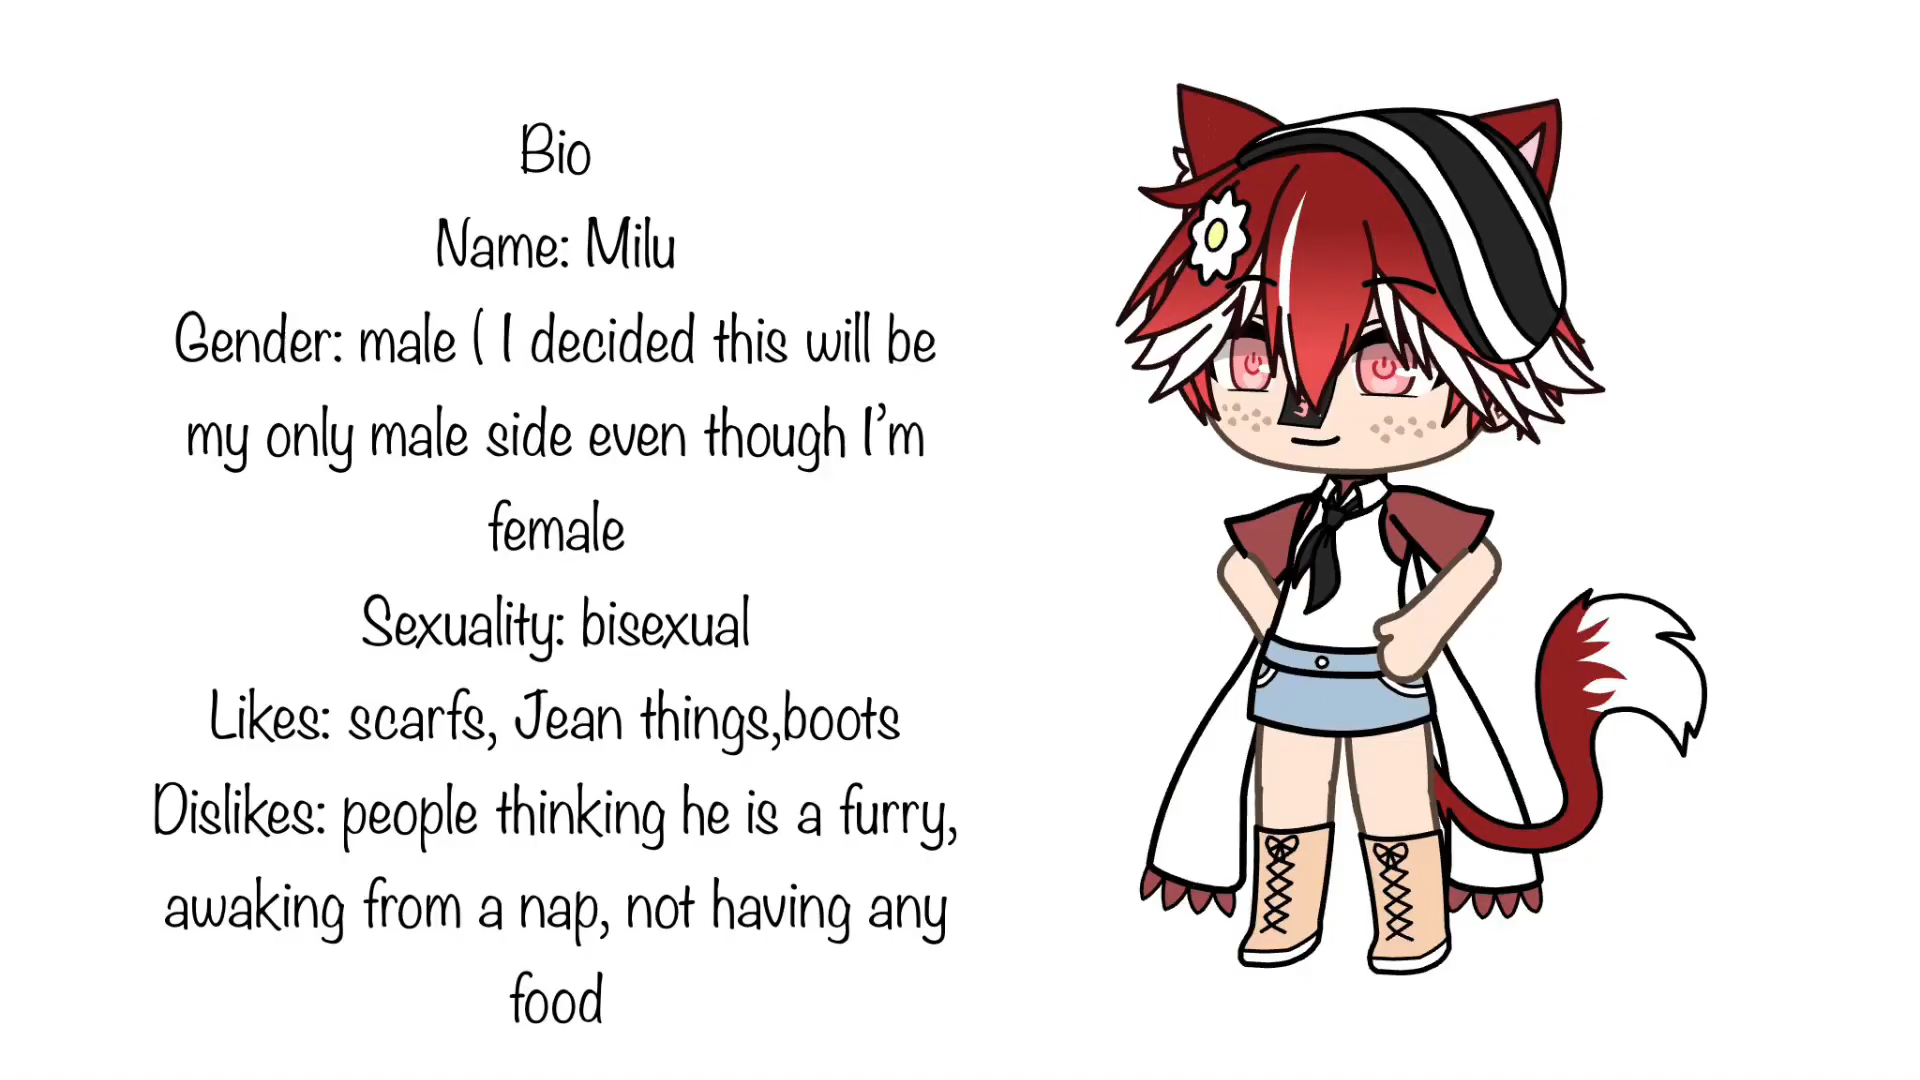 Bio
Name: Milu
Gender: male ( I decided this will be
my only male side even though I’m
female
Sexuality: bisexual
Likes: scarfs, Jean things,boots
Dislikes: people thinking he is a furry,
awaking from a nap, not having any
food